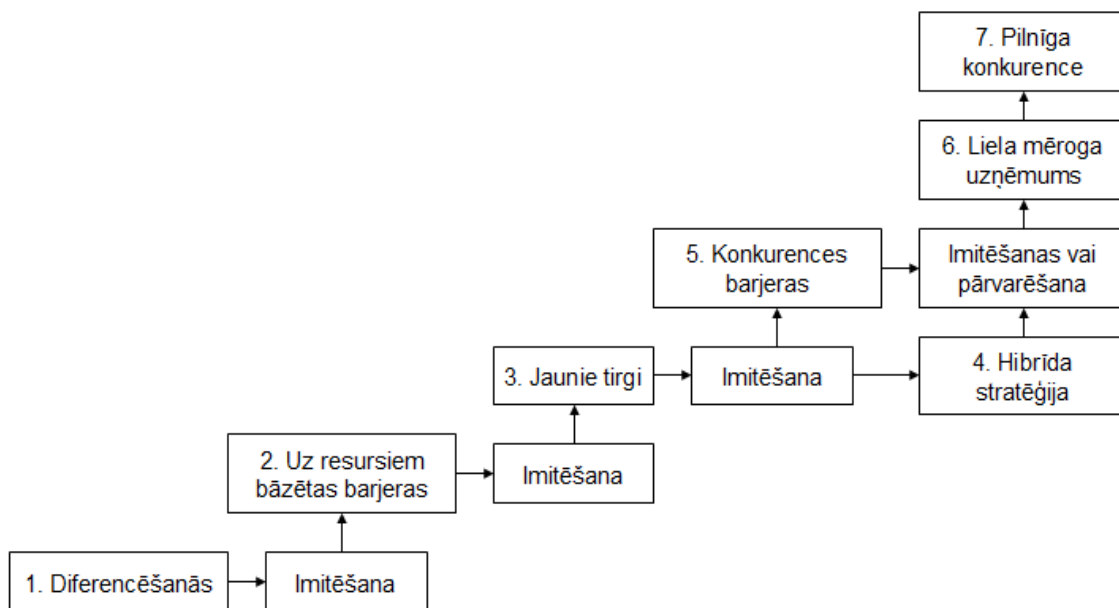 7. Pilnīga
konkurence
6. Liela mēroga
uzņēmums
5. Konkurences
barjeras
Imitēšanas vai
pārvarēšana
3. Jaunie tirgi
Imitēšana
4. Hibrīda
stratēģija
2. Uz resursiem
bāzētas barjeras
Imitēšana
1. Diferencēšanās
Imitēšana